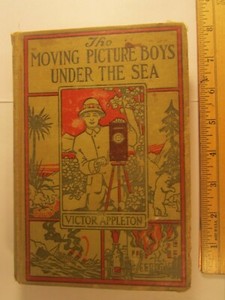 The
MOVING PICTURE BOYS
UNDER THE SEA
VICTOR APPLETON